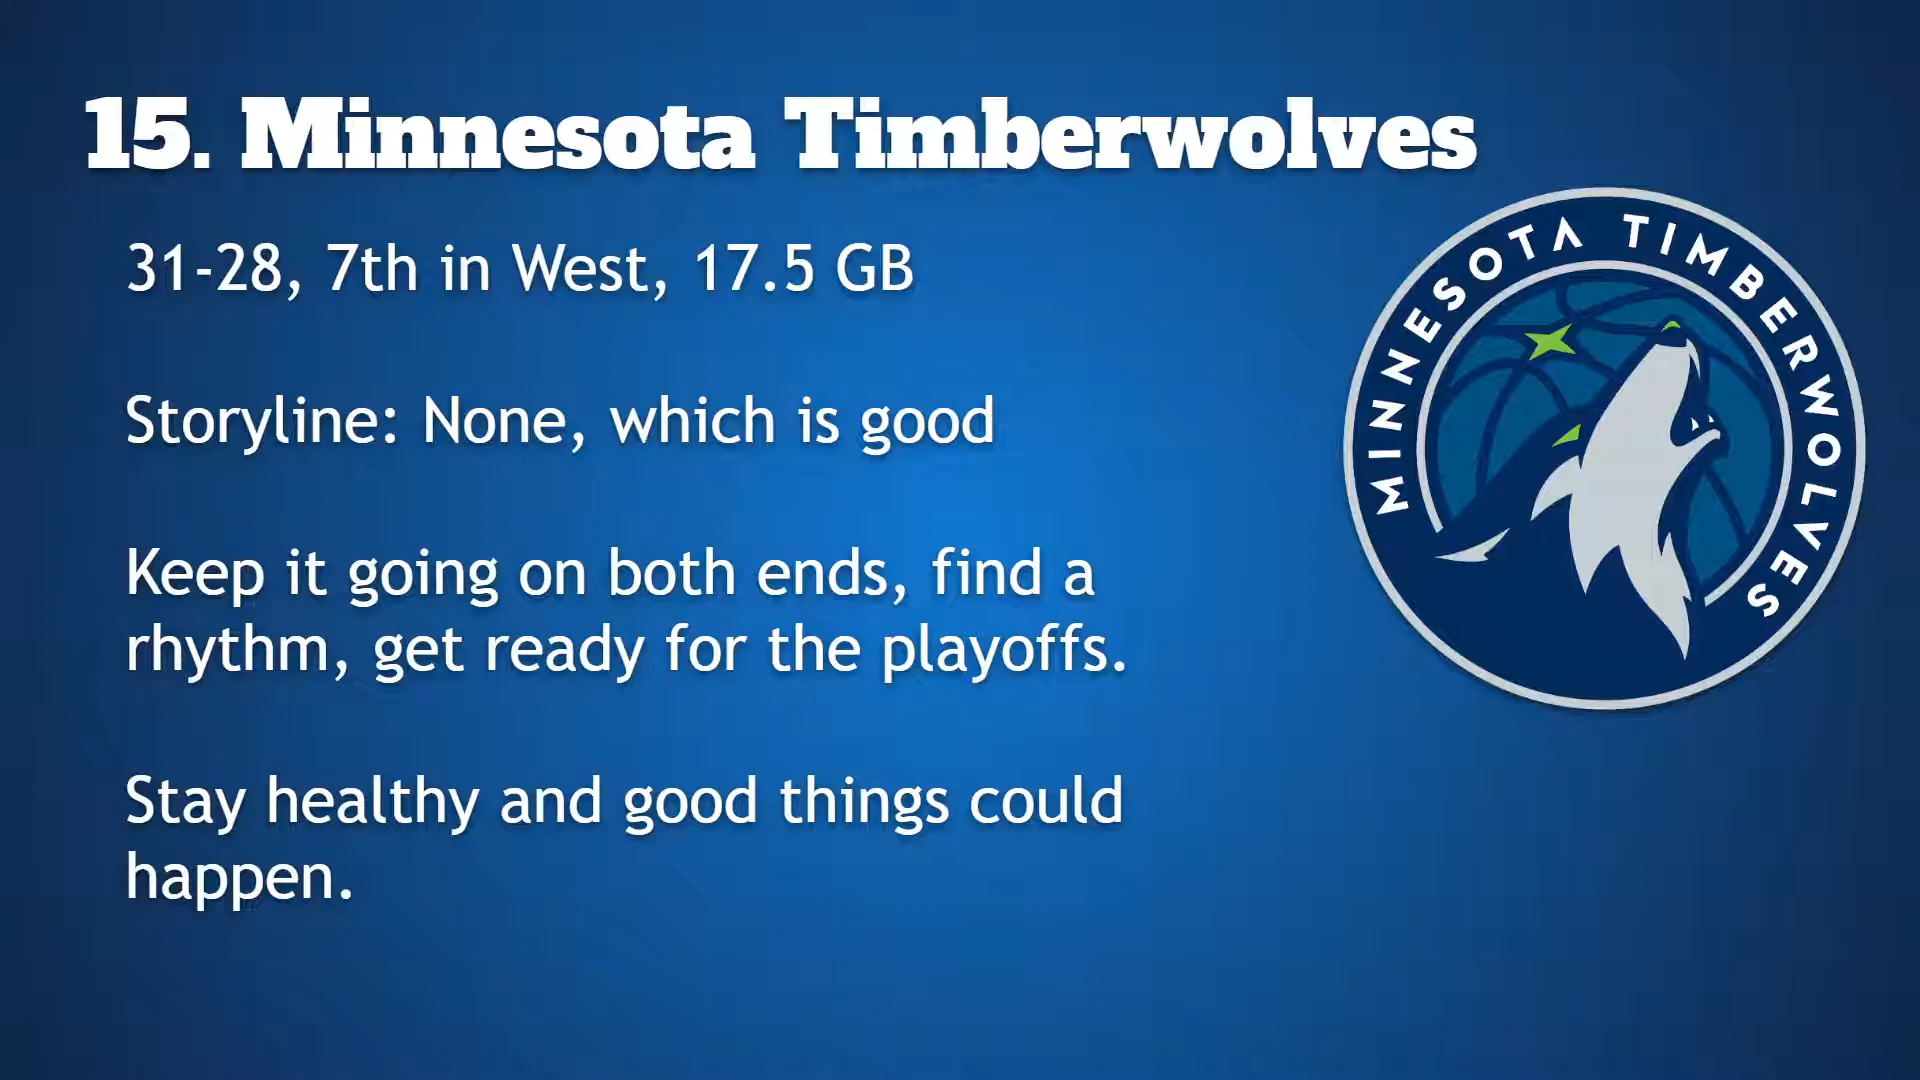 15. Minnesota Timberwolves
31-28, 7th in West, 17.5 GB
Storyline: None, which is good
Keep it going on both ends, find a
rhythm, get ready for the playoffs.
Stay healthy and good things could
happen.
MINNESOTA TIMBERWOLVES